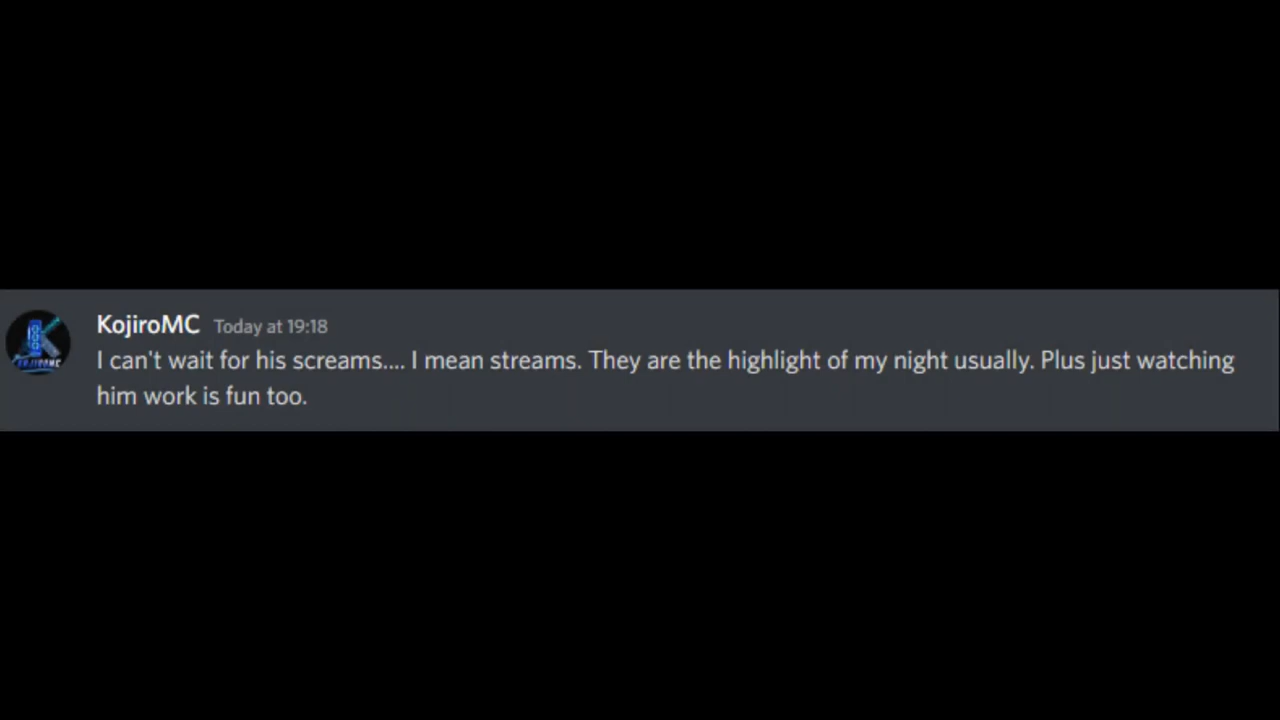 KojiroMC Today at 19:18
I can't wait for his screams.... I mean streams. They are the highlight of my night usually. Plus just watching
him work is fun too.